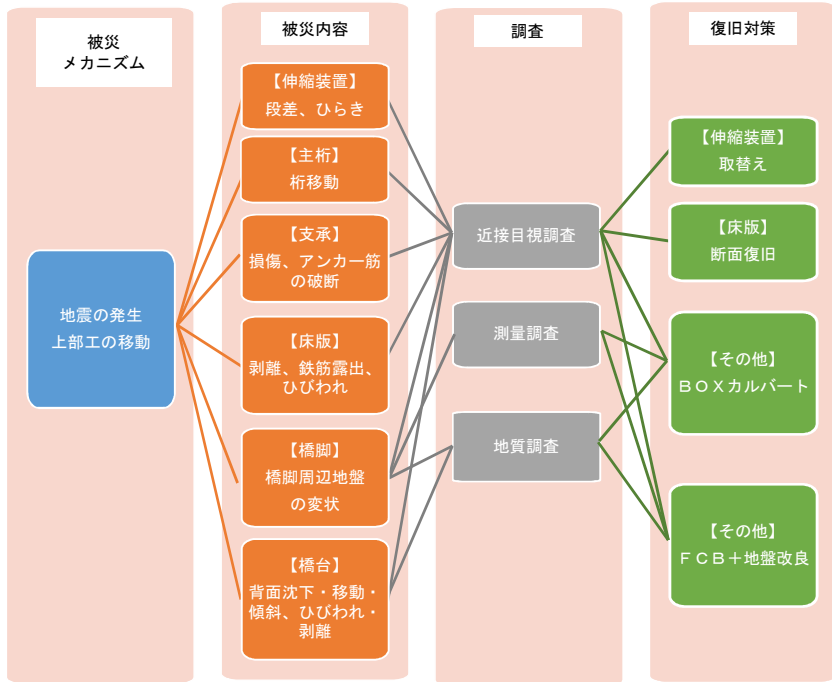 被災
メカニズム
被災内容
調査
復旧対策
地震の発生
上部工の移動
【伸縮装置】
段差、ひらき
【主桁】
桁移動
【支承】
損傷、アンカー筋
の破断
【床版】
剥離、鉄筋露出、
ひびわれ
【橋脚】
橋脚周辺地盤
の変状
【橋台】
背面沈下・移動・
傾斜、ひびわれ・
剥離
近接目視調査
測量調査
地質調査
【伸縮装置】
取替え
【床版】
断面復旧
【その他】
ＢＯＸカルバート
【その他】
ＦＣＢ＋地盤改良